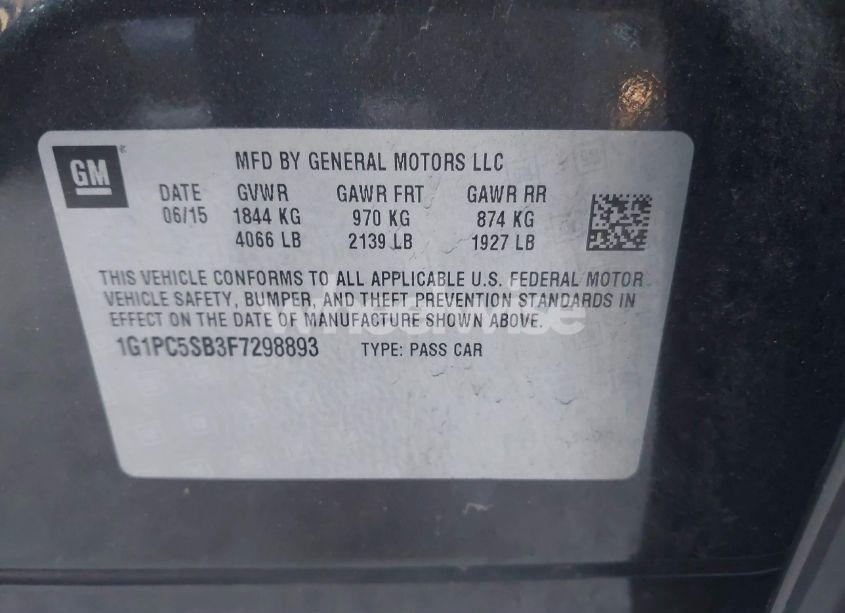 GM
MFD BY GENERAL MOTORS LLC
DATE GVWR GAWR FRT GAWR RR
06/15 1844 KG 970 KG 874 KG
4066 LB 2139 LB 1927 LB
THIS VEHICLE CONFORMS TO ALL APPLICABLE U.S. FEDERAL MOTOR
VEHICLE SAFETY, BUMPER, AND THEFT PREVENTION STANDARDS IN
EFFECT ON THE DATE OF MANUFACTURE SHOWN ABOVE.
1G1PC5SB3F7298893 TYPE: PASS CAR